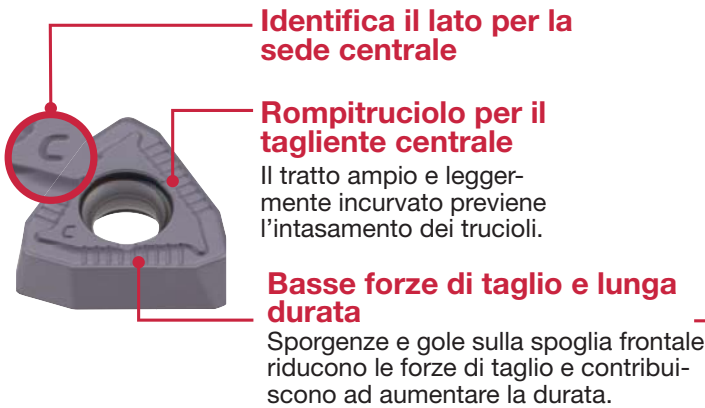 Identifica il lato per la
sede centrale
C
Rompitruciolo per il
tagliente centrale
Il tratto ampio e legger-
mente incurvato previene
l'intasamento dei trucioli.
C
Basse forze di taglio e lunga
durata
Sporgenze e gole sulla spoglia frontale
riducono le forze di taglio e contribui-
scono ad aumentare la durata.